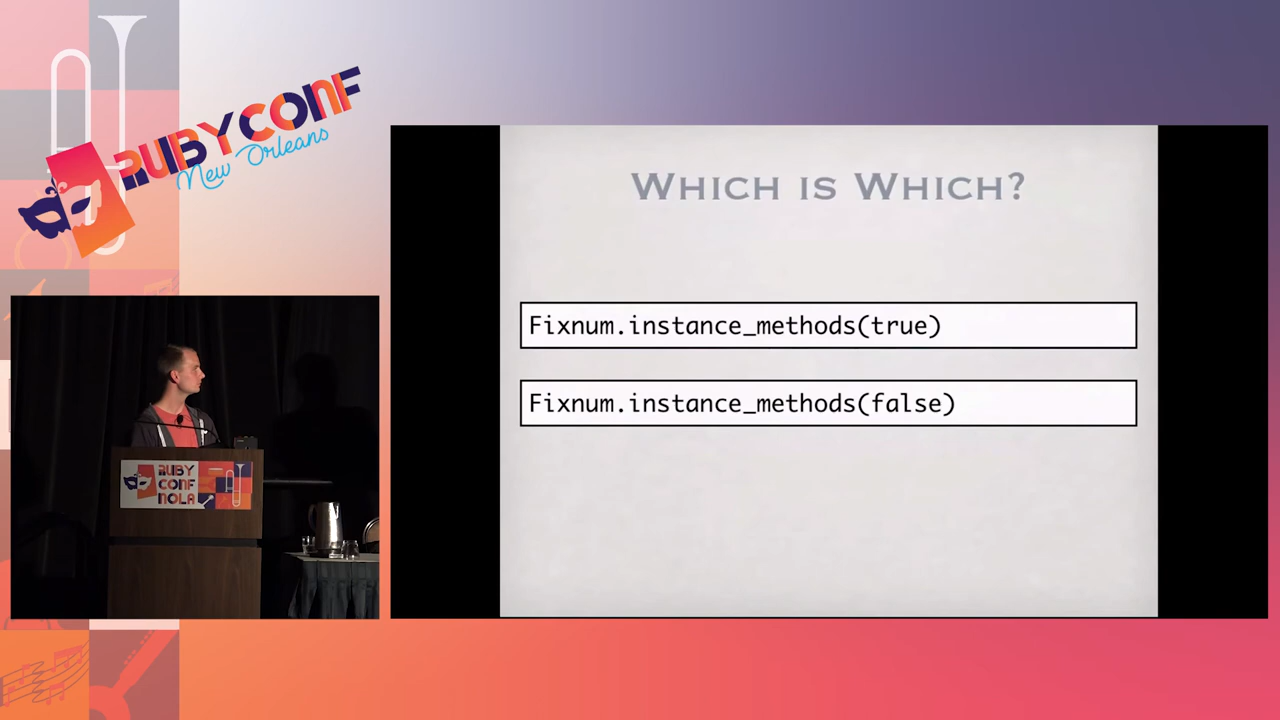 RUBYCONF
New Orleans
WHICH IS WHICH?
Fixnum.instance_methods(true)
Fixnum.instance_methods(false)
RUBY
CONF
NOLA